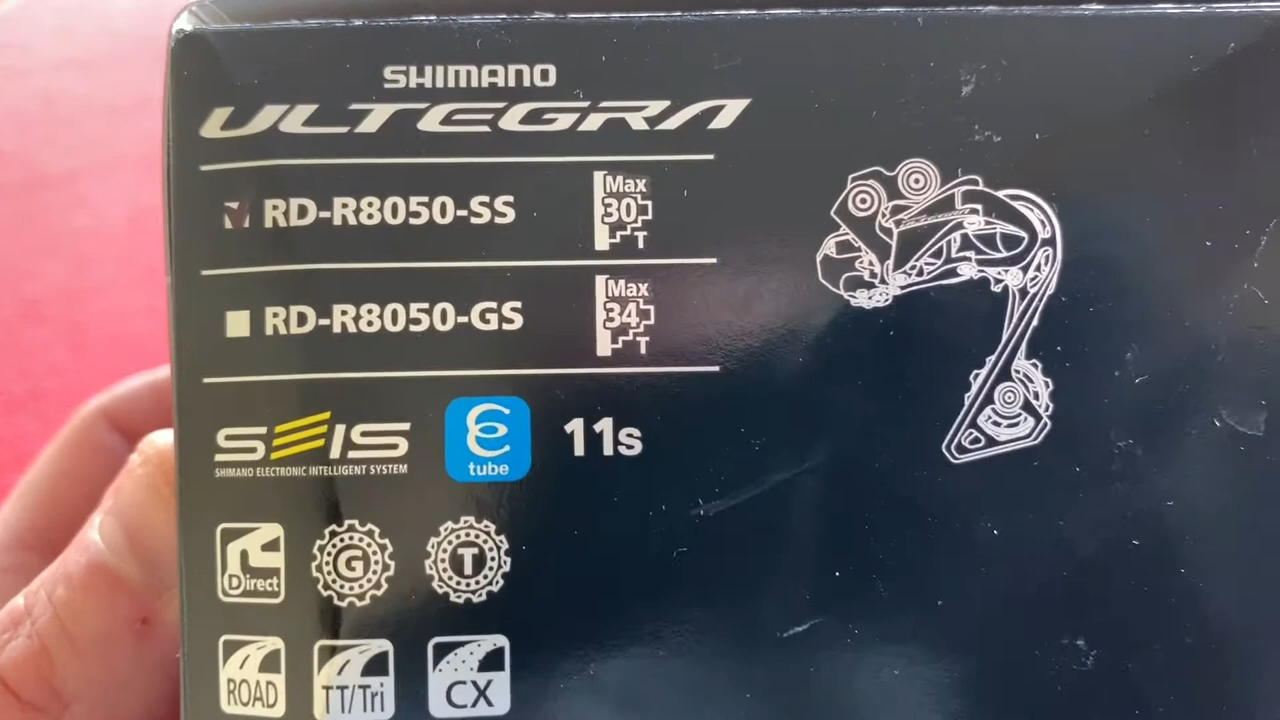 SHIMANO
ULTEGRA
RD-R8050-SS
Max
30
T
RD-R8050-GS
Max
34
T
SEIS
SHIMANO ELECTRONIC INTELLIGENT SYSTEM
e
tube
11s
Direct
G
T
ROAD
TT/Tri
CX